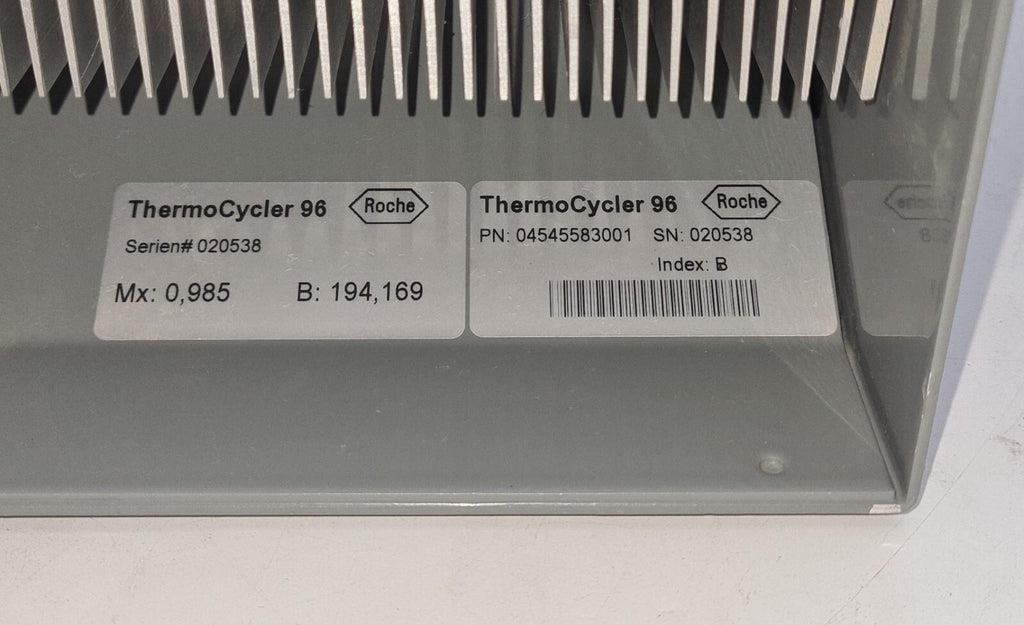 ThermoCycler 96 Roche
Serien# 020538
Mx: 0,985 B: 194,169
ThermoCycler 96 Roche
PN: 04545583001 SN: 020538
Index: B